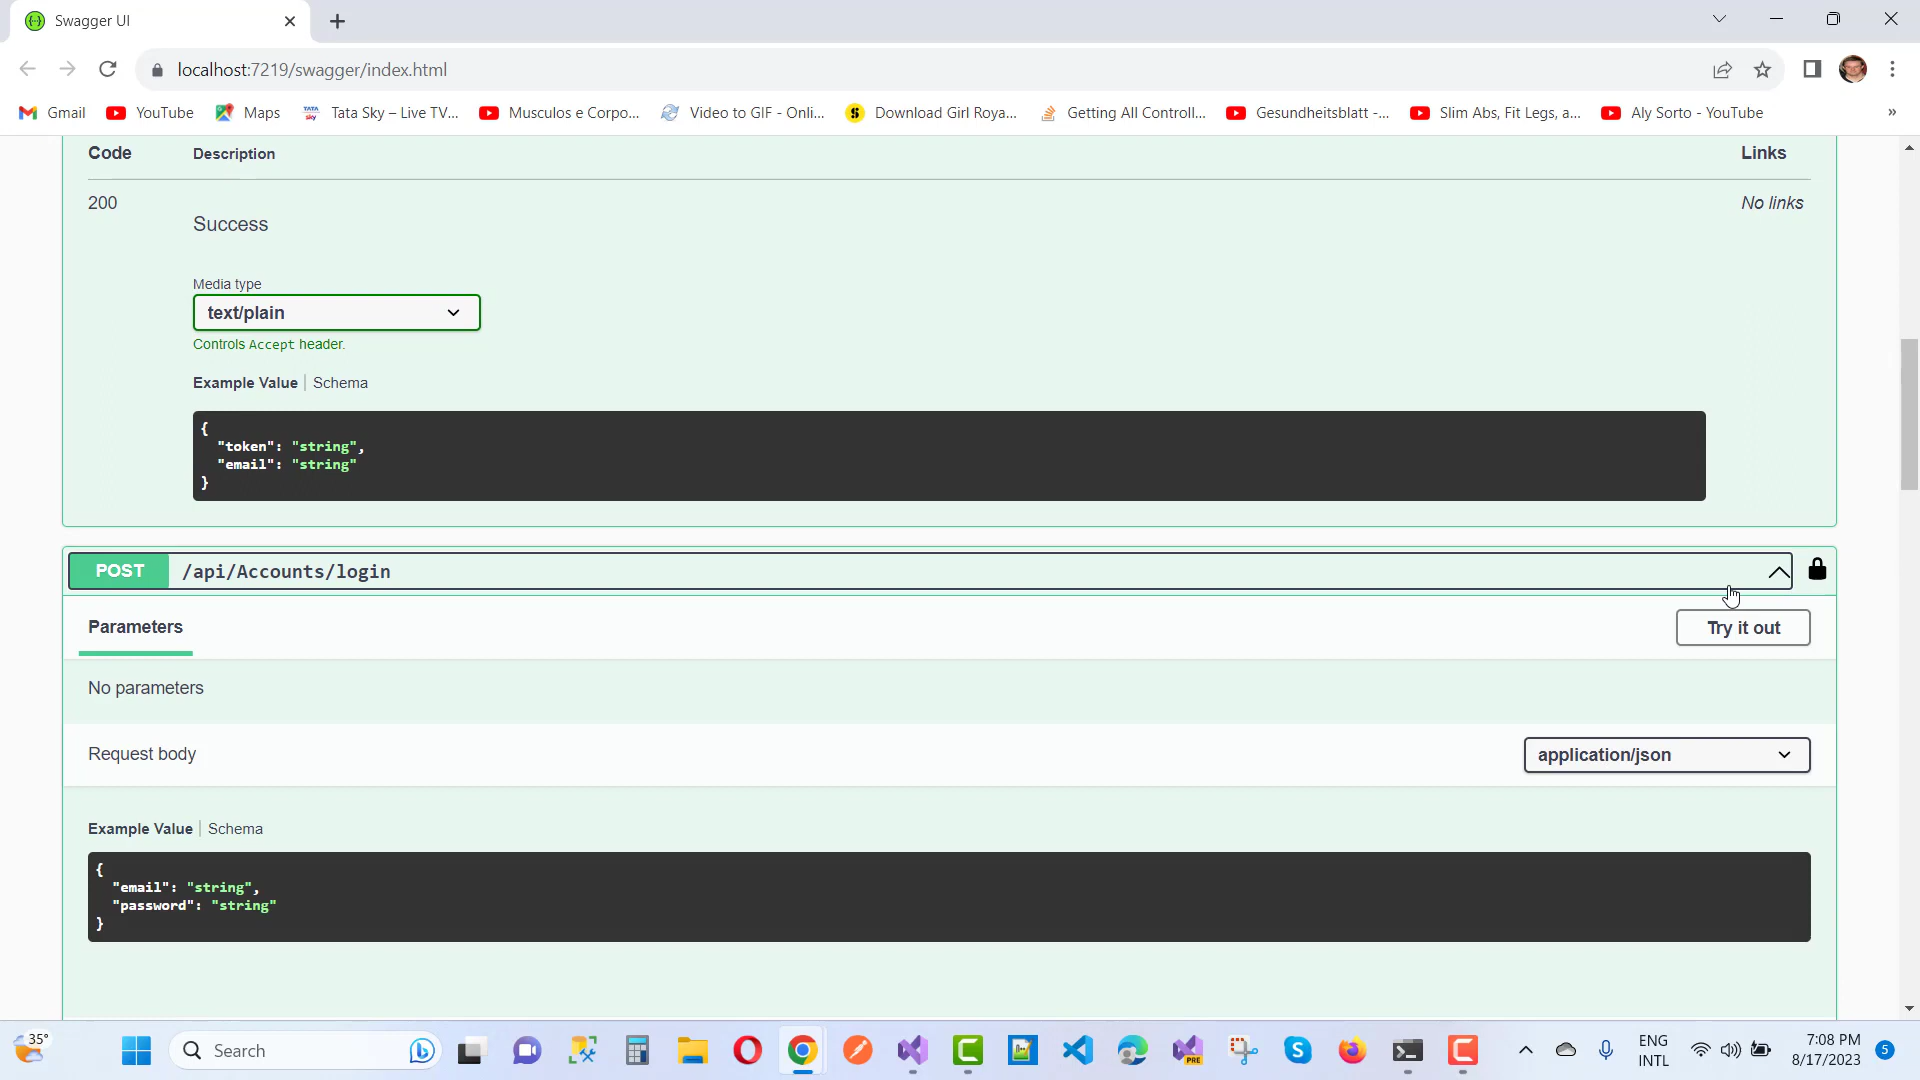 Swagger UI
localhost:7219/swagger/index.html
Gmail
YouTube
Maps
TATA sky
Tata Sky – Live TV...
Musculos e Corpo...
Video to GIF - Onli...
Download Girl Roya...
Getting All Controll...
Gesundheitsblatt -...
Slim Abs, Fit Legs, a...
Aly Sorto - YouTube
»
Code Description Links
200 Success No links
Media type
text/plain
Controls Accept header.
Example Value | Schema
{
"token": "string",
"email": "string"
}
POST /api/Accounts/login
Parameters Try it out
No parameters
Request body application/json
Example Value | Schema
{
"email": "string",
"password": "string"
}
35°
Search
PRE
ENG
INTL
7:08 PM
8/17/2023
5